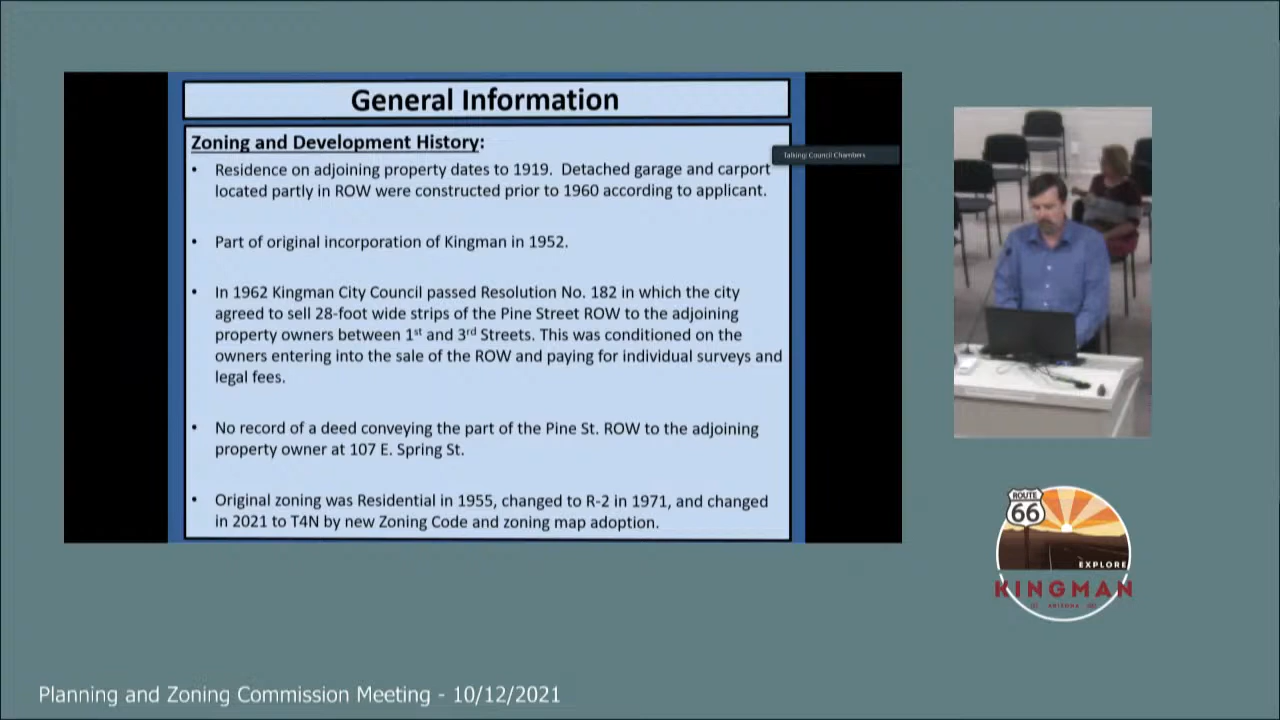 General Information
Zoning and Development History:
• Residence on adjoining property dates to 1919. Detached garage and carport
located partly in ROW were constructed prior to 1960 according to applicant.
• Part of original incorporation of Kingman in 1952.
• In 1962 Kingman City Council passed Resolution No. 182 in which the city
agreed to sell 28-foot wide strips of the Pine Street ROW to the adjoining
property owners between 1st and 3rd Streets. This was conditioned on the
owners entering into the sale of the ROW and paying for individual surveys and
legal fees.
• No record of a deed conveying the part of the Pine St. ROW to the adjoining
property owner at 107 E. Spring St.
• Original zoning was Residential in 1955, changed to R-2 in 1971, and changed
in 2021 to T4N by new Zoning Code and zoning map adoption.
Talking: Council Chambers
ROUTE
66
EXPLORE
KINGMAN
ARIZONA
Planning and Zoning Commission Meeting - 10/12/2021